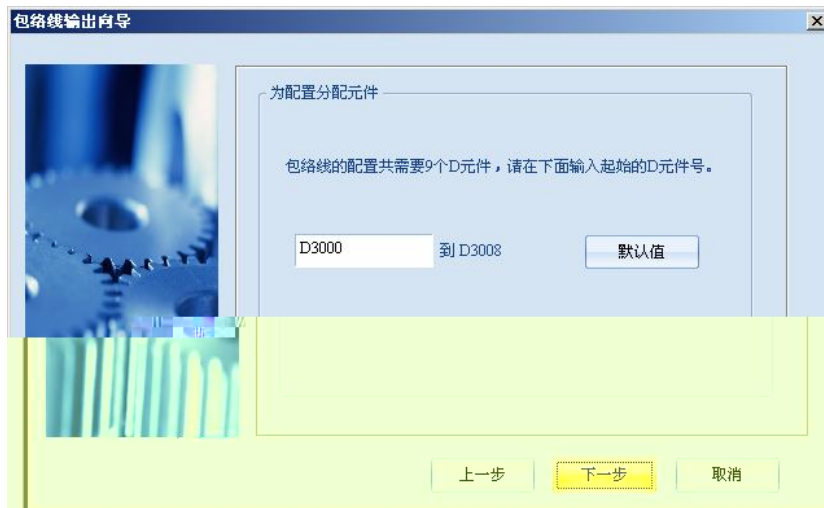 包络线输出向导
为配置分配元件
包络线的配置共需要9个D元件，请在下面输入起始的D元件号。
D3000 到 D3008 默认值
上一步 下一步 取消